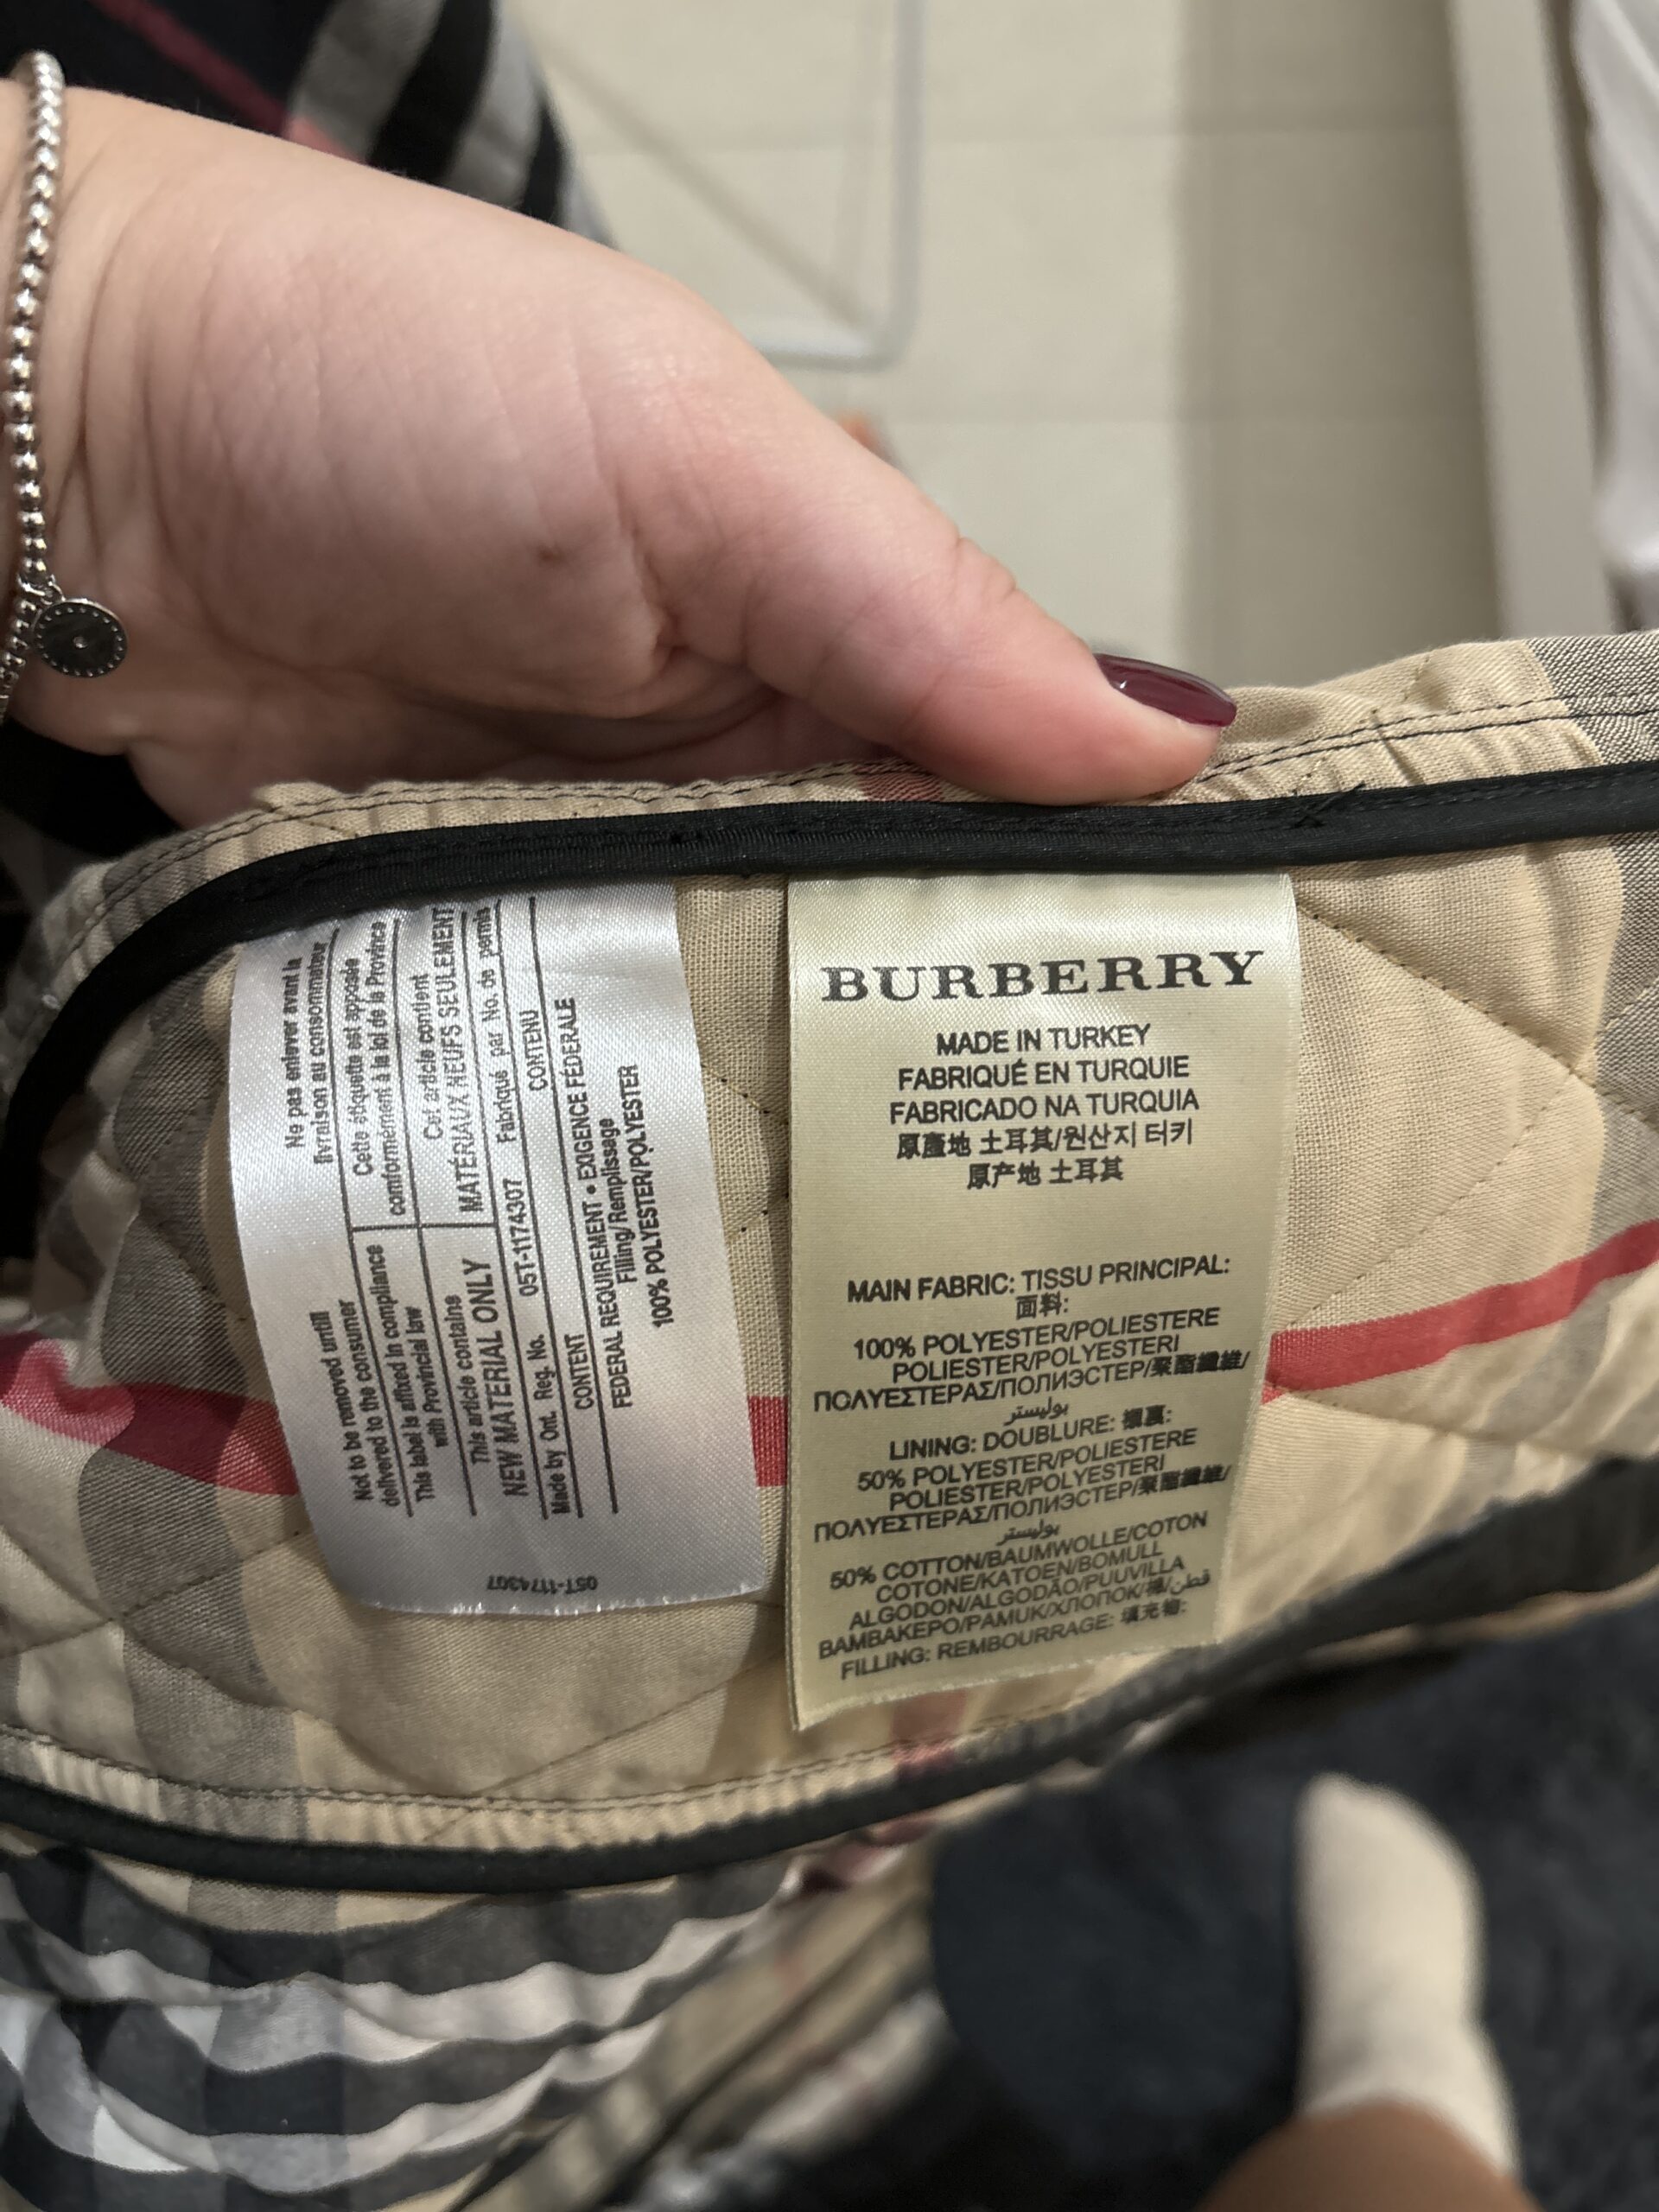 BURBERRY
MADE IN TURKEY
FABRIQUÉ EN TURQUIE
FABRICADO NA TURQUIA
原產地 土耳其/원산지 터키
原产地 土耳其
MAIN FABRIC: TISSU PRINCIPAL:
面料:
100% POLYESTER/POLIESTERE
POLIESTER/POLYESTERI
ΠΟΛΥΕΣΤΕΡΑΣ/ПОЛИЭСТЕР/聚酯纖維/
بوليستر
LINING: DOUBLURE: 襯裏:
50% POLYESTER/POLIESTERE
POLIESTER/POLYESTERI
ΠΟΛΥΕΣΤΕΡΑΣ/ПОЛИЭСТЕР/聚酯纖維/
بوليستر
50% COTTON/BAUMWOLLE/COTON
COTONE/KATOEN/BOMULL
ALGODON/ALGODÃO/PUUVILLA
BAMBAKEPO/PAMUK/ХЛОПОК/棉/قطن
FILLING: REMBOURRAGE: 填充物:
Not to be removed untill
delivered to the consumer
Ne pas enlever avant la
livraison au consommateur
This label is affixed in compliance
with Provincial law
Cette étiquette est apposée
comformément à la loi de la Province
This article contains
NEW MATERIAL ONLY
Cet article contient
MATÉRIAUX NEUFS SEULEMENT
Made by Ont. Reg. No. 05T-1174307 Fabriqué par No. de permis
CONTENT CONTENU
FEDERAL REQUIREMENT • EXIGENCE FÉDÉRALE
Filling/Remplissage
100% POLYESTER/POLYESTER
05T-1174307